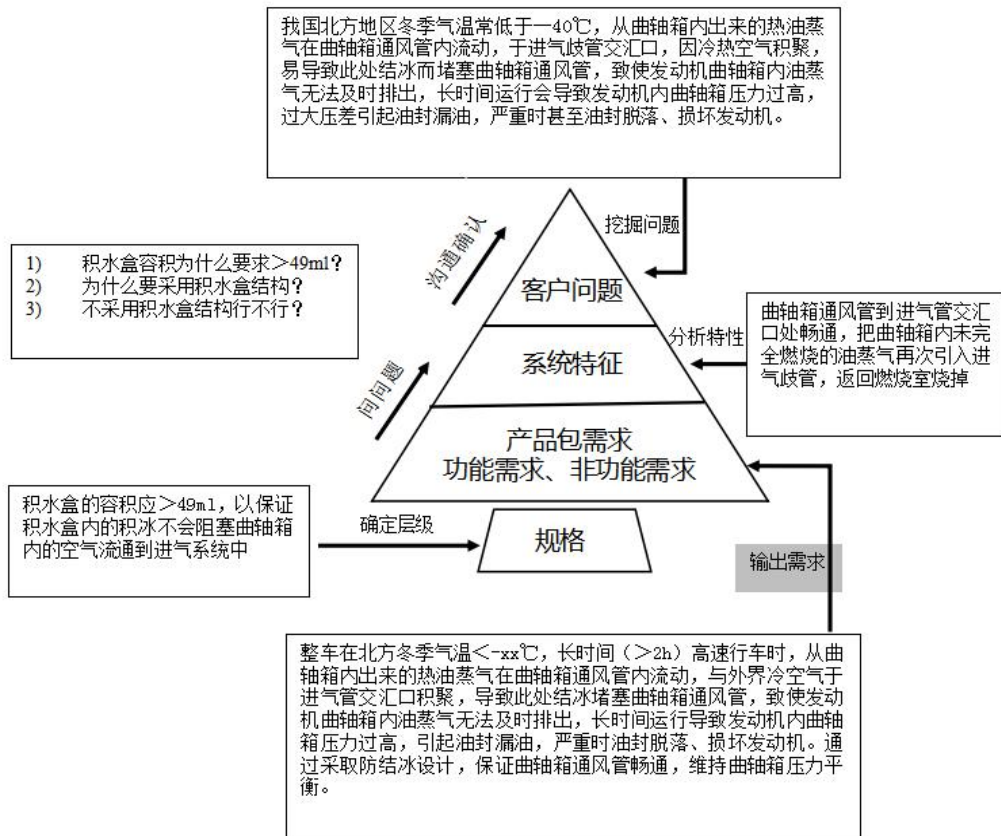 我国北方地区冬季气温常低于—40℃，从曲轴箱内出来的热油蒸
气在曲轴箱通风管内流动，于进气歧管交汇口，因冷热空气积聚，
易导致此处结冰而堵塞曲轴箱通风管，致使发动机曲轴箱内油蒸
气无法及时排出，长时间运行会导致发动机内曲轴箱压力过高，
过大压差引起油封漏油，严重时甚至油封脱落、损坏发动机。
挖掘问题
沟通确认
1) 积水盒容积为什么要求＞49ml？
2) 为什么要采用积水盒结构？
3) 不采用积水盒结构行不行？
客户问题
分析特性
曲轴箱通风管到进气管交汇
口处畅通，把曲轴箱内未完
全燃烧的油蒸气再次引入进
气歧管，返回燃烧室烧掉
系统特征
问问题
产品包需求
功能需求、非功能需求
积水盒的容积应＞49ml，以保证
积水盒内的积冰不会阻塞曲轴箱
内的空气流通到进气系统中
确定层级
规格
输出需求
整车在北方冬季气温＜-xx℃，长时间（＞2h）高速行车时，从曲
轴箱内出来的热油蒸气在曲轴箱通风管内流动，与外界冷空气于
进气管交汇口积聚，导致此处结冰堵塞曲轴箱通风管，致使发动
机曲轴箱内油蒸气无法及时排出，长时间运行导致发动机内曲轴
箱压力过高，引起油封漏油，严重时油封脱落、损坏发动机。通
过采取防结冰设计，保证曲轴箱通风管畅通，维持曲轴箱压力平
衡。